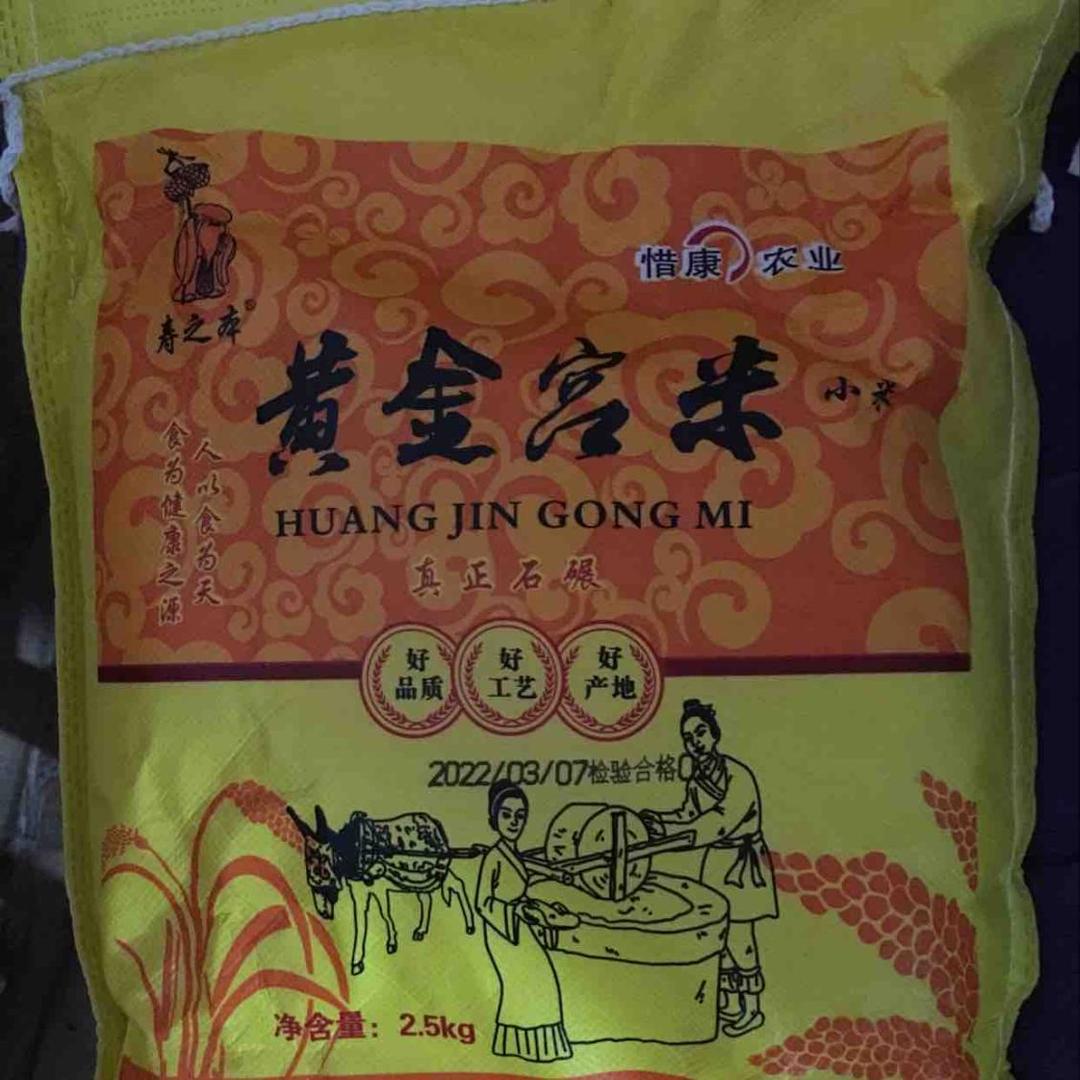 惜康 农业
寿之本®
黄金宫米 小米
人以食为天
食为健康之源
HUANG JIN GONG MI
真正石碾
好品质
好工艺
好产地
2022/03/07检验合格0
净含量：2.5kg